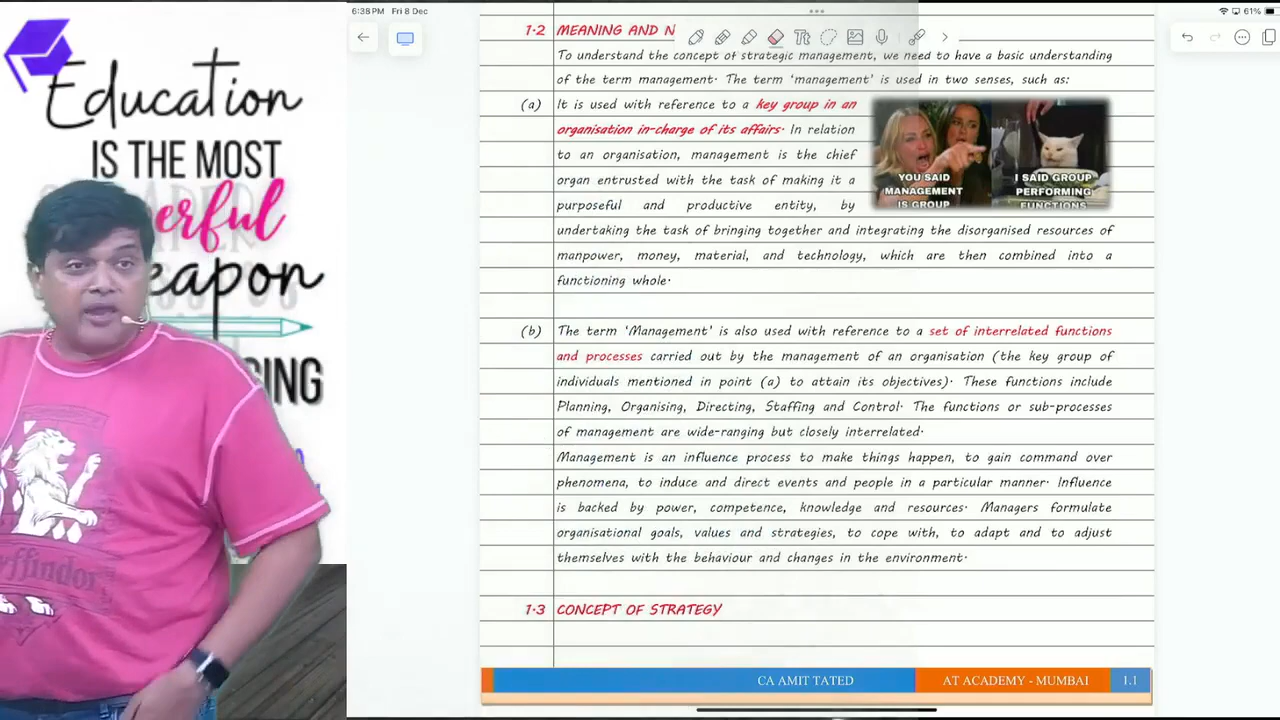 6:38 PM Fri 8 Dec
61%
Education
IS THE MOST
erful
eapon
ING
ffindor
1.2 MEANING AND N
To understand the concept of strategic management, we need to have a basic understanding
of the term management. The term ‘management’ is used in two senses, such as:
(a) It is used with reference to a key group in an
organisation in-charge of its affairs. In relation
to an organisation, management is the chief
organ entrusted with the task of making it a
purposeful and productive entity, by
undertaking the task of bringing together and integrating the disorganised resources of
manpower, money, material, and technology, which are then combined into a
functioning whole.
YOU SAID
MANAGEMENT
IS GROUP
I SAID GROUP
PERFORMING
FUNCTIONS
(b) The term ‘Management’ is also used with reference to a set of interrelated functions
and processes carried out by the management of an organisation (the key group of
individuals mentioned in point (a) to attain its objectives). These functions include
Planning, Organising, Directing, Staffing and Control. The functions or sub-processes
of management are wide-ranging but closely interrelated.
Management is an influence process to make things happen, to gain command over
phenomena, to induce and direct events and people in a particular manner. Influence
is backed by power, competence, knowledge and resources. Managers formulate
organisational goals, values and strategies, to cope with, to adapt and to adjust
themselves with the behaviour and changes in the environment.
1.3 CONCEPT OF STRATEGY
CA AMIT TATED
AT ACADEMY - MUMBAI
1.1